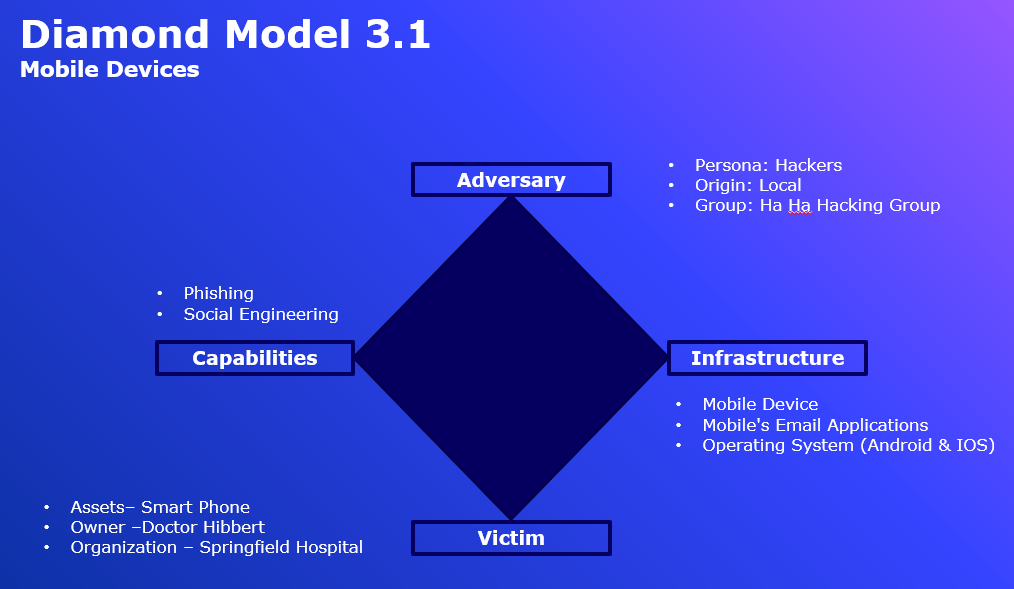 Diamond Model 3.1
Mobile Devices
Adversary
• Persona: Hackers
• Origin: Local
• Group: Ha Ha Hacking Group
• Phishing
• Social Engineering
Capabilities
Infrastructure
• Mobile Device
• Mobile's Email Applications
• Operating System (Android & IOS)
• Assets– Smart Phone
• Owner –Doctor Hibbert
• Organization – Springfield Hospital
Victim